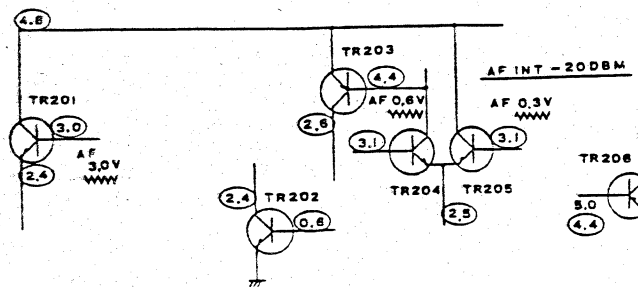 4.8
TR203
4.4
AF INT -20DBM
TR201
AF 0.6V
AF 0.3V
3.0
2.6
3.1
3.1
AF
3.0V
TR206
2.4
2.4
TR202
TR204
TR205
5.0
0.6
2.5
4.4